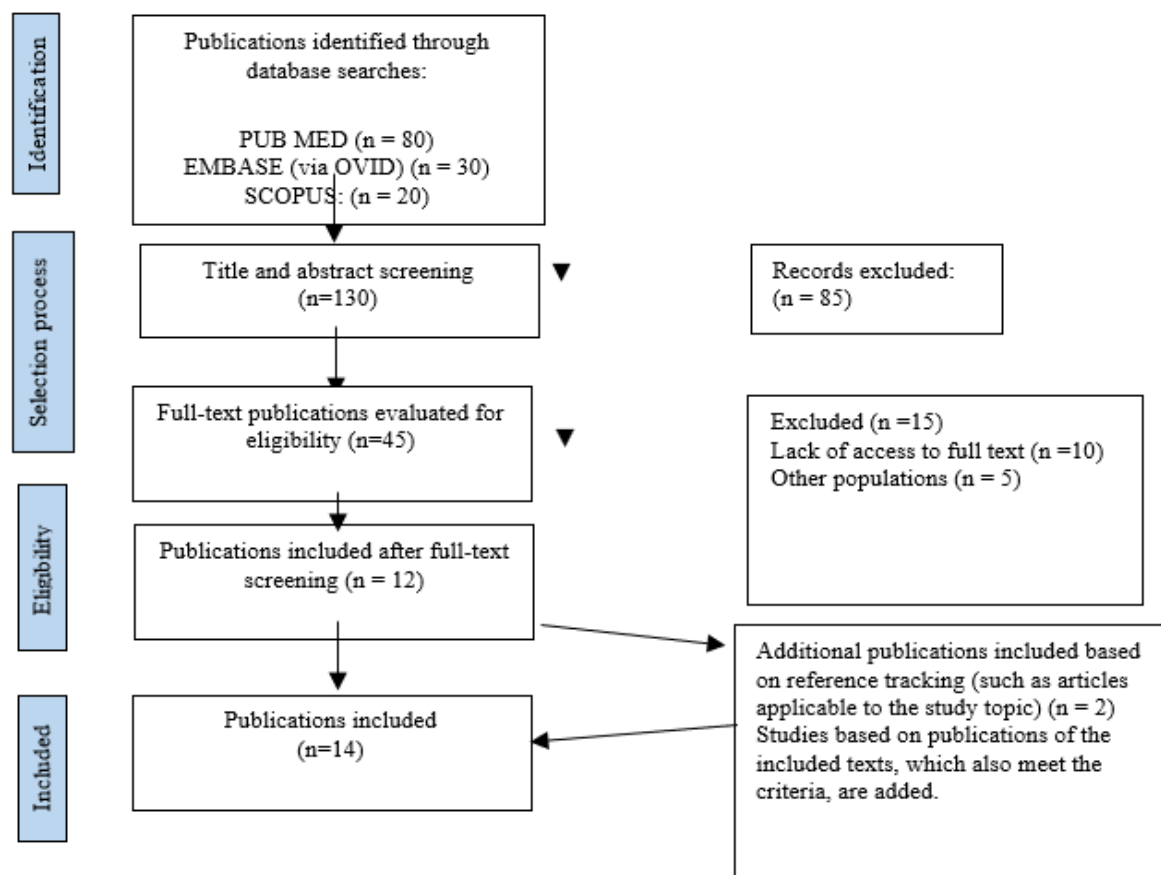 Identification
Publications identified through
database searches:
PUB MED (n = 80)
EMBASE (via OVID) (n = 30)
SCOPUS: (n = 20)
Selection process
Title and abstract screening
(n=130)
Records excluded:
(n = 85)
Full-text publications evaluated for
eligibility (n=45)
Excluded (n =15)
Lack of access to full text (n =10)
Other populations (n = 5)
Eligibility
Publications included after full-text
screening (n = 12)
Additional publications included based
on reference tracking (such as articles
applicable to the study topic) (n = 2)
Studies based on publications of the
included texts, which also meet the
criteria, are added.
Included
Publications included
(n=14)